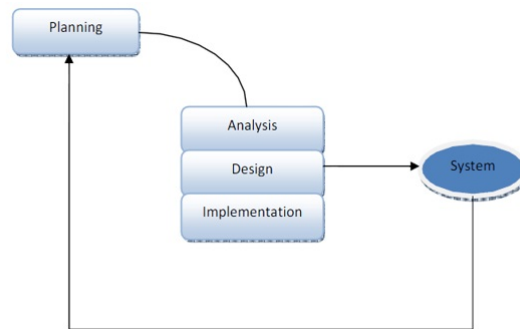 Planning
Analysis
Design
System
Implementation